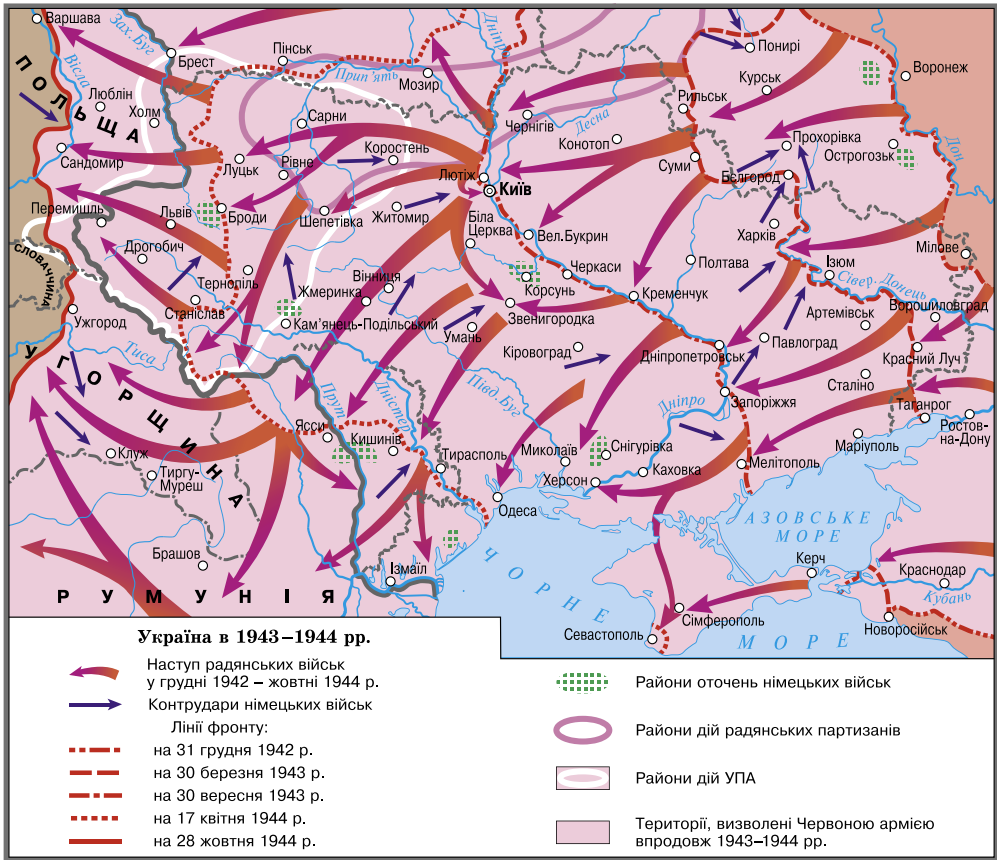 Варшава
Зах. Буг
Дніпро
Пінськ
Брест
Прип'ять
Мозир
Понирі
Воронеж
Курськ
Вісла
ПОЛЬЩА
Люблін
Холм
Сарни
Чернігів
Десна
Рильськ
Конотоп
Прохорівка
Острогозьк
Дон
Сандомир
Луцьк
Рівне
Коростень
Лютіж
Київ
Суми
Бєлгород
Перемишль
Львів
Броди
Шепетівка
Житомир
Біла
Церква
Вел.Букрин
Харків
Мілове
СЛОВАЧЧИНА
Дрогобич
Тернопіль
Вінниця
Жмеринка
Корсунь
Черкаси
Полтава
Ізюм
Сівер. Донець
Станіслав
Кам'янець-Подільський
Звенигородка
Кременчук
Ворошиловград
Ужгород
Умань
Артемівськ
Тиса
Кіровоград
Дніпропетровськ
Павлоград
Красний Луч
УГОРЩИНА
Прут
Дністер
Півд.Буг
Дніпро
Запоріжжя
Сталіно
Таганрог
Ростов-
на-Дону
Ясси
Кишинів
Миколаїв
Снігурівка
Маріуполь
Клуж
Тиргу-
Муреш
Тирасполь
Херсон
Каховка
Мелітополь
Одеса
АЗОВСЬКЕ
МОРЕ
Брашов
Ізмаїл
Керч
Краснодар
Кубань
РУМУНІЯ
ЧОРНЕ
МОРЕ
Сімферополь
Севастополь
Новоросійськ
Україна в 1943–1944 рр.
Наступ радянських військ
у грудні 1942 – жовтні 1944 р.
Контрудари німецьких військ
Лінії фронту:
на 31 грудня 1942 р.
на 30 березня 1943 р.
на 30 вересня 1943 р.
на 17 квітня 1944 р.
на 28 жовтня 1944 р.
Райони оточень німецьких військ
Райони дій радянських партизанів
Райони дій УПА
Території, визволені Червоною армією
впродовж 1943–1944 рр.